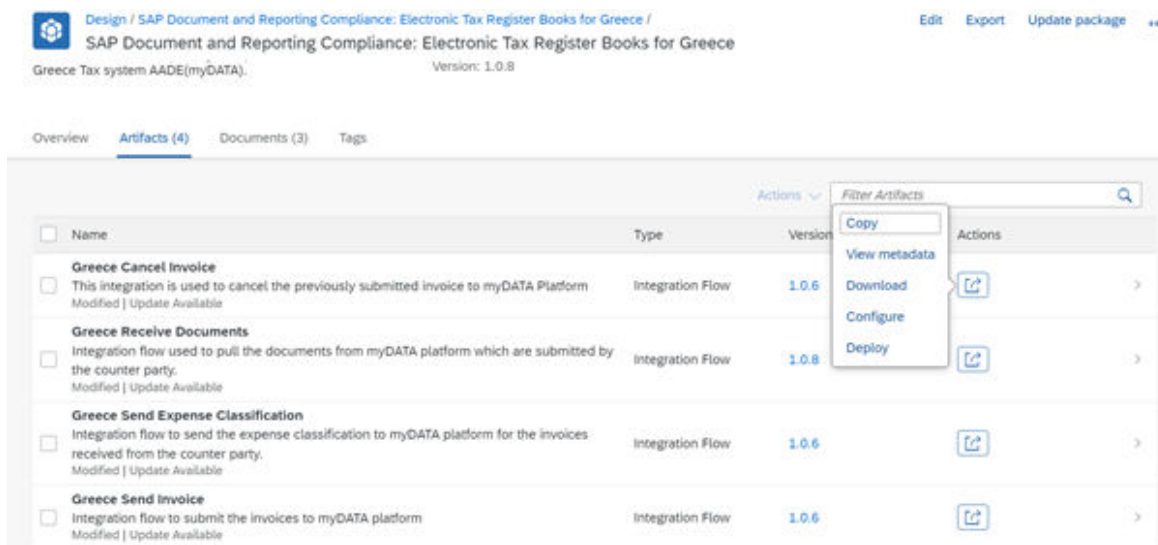 Design / SAP Document and Reporting Compliance: Electronic Tax Register Books for Greece /
Edit Export Update package
SAP Document and Reporting Compliance: Electronic Tax Register Books for Greece
Greece Tax system AADE(myDATA). Version: 1.0.8
Overview Artifacts (4) Documents (3) Tags
Actions Filter Artifacts
Name Type Version Actions
Copy
View metadata
Download
Configure
Deploy
Greece Cancel Invoice
This integration is used to cancel the previously submitted invoice to myDATA Platform Integration Flow 1.0.6
Modified | Update Available
Greece Receive Documents
Integration flow used to pull the documents from myDATA platform which are submitted by
the counter party. Integration Flow 1.0.8
Modified | Update Available
Greece Send Expense Classification
Integration flow to send the expense classification to myDATA platform for the invoices
received from the counter party. Integration Flow 1.0.6
Modified | Update Available
Greece Send Invoice
Integration flow to submit the invoices to myDATA platform Integration Flow 1.0.6
Modified | Update Available